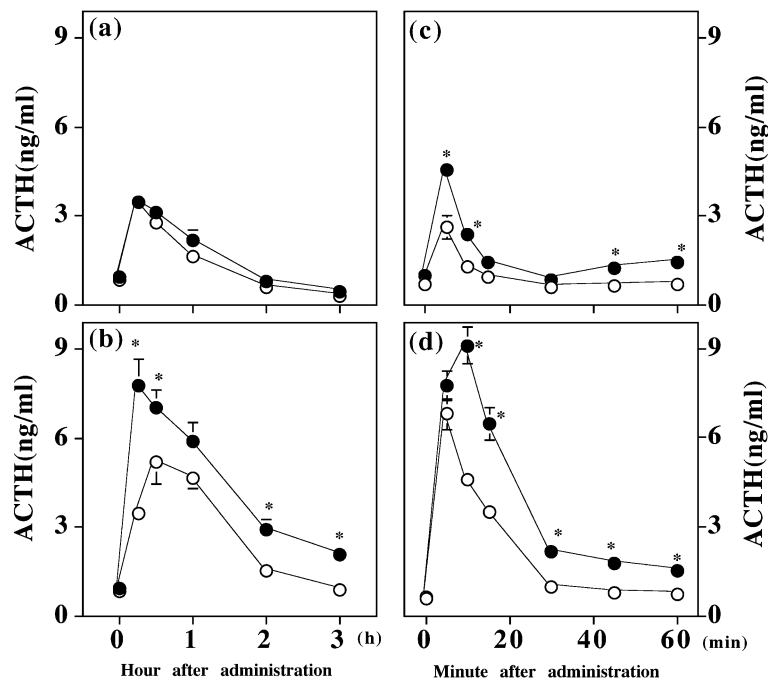 (a)
(c)
9
6
3
0
ACTH(ng/ml)
*
*
*
*
9
6
3
0
ACTH(ng/ml)
(b)
(d)
9
6
3
0
ACTH(ng/ml)
*
*
*
*
*
*
*
*
*
9
6
3
0
ACTH(ng/ml)
0 1 2 3 (h)
Hour after administration
0 20 40 60 (min)
Minute after administration